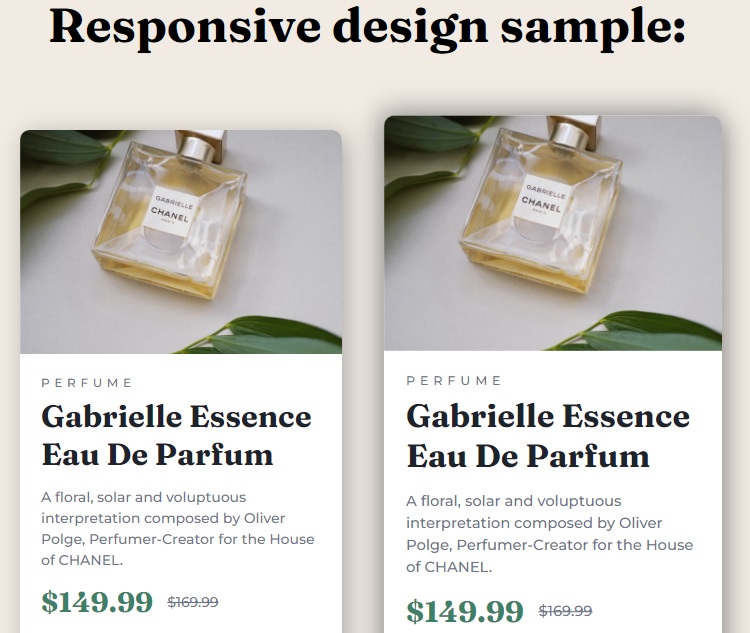 Responsive design sample:
GABRIELLE
CHANEL
PARIS
PERFUME
Gabrielle Essence
Eau De Parfum
A floral, solar and voluptuous
interpretation composed by Oliver
Polge, Perfumer-Creator for the House
of CHANEL.
$149.99 $169.99
GABRIELLE
CHANEL
PARIS
PERFUME
Gabrielle Essence
Eau De Parfum
A floral, solar and voluptuous
interpretation composed by Oliver
Polge, Perfumer-Creator for the House
of CHANEL.
$149.99 $169.99